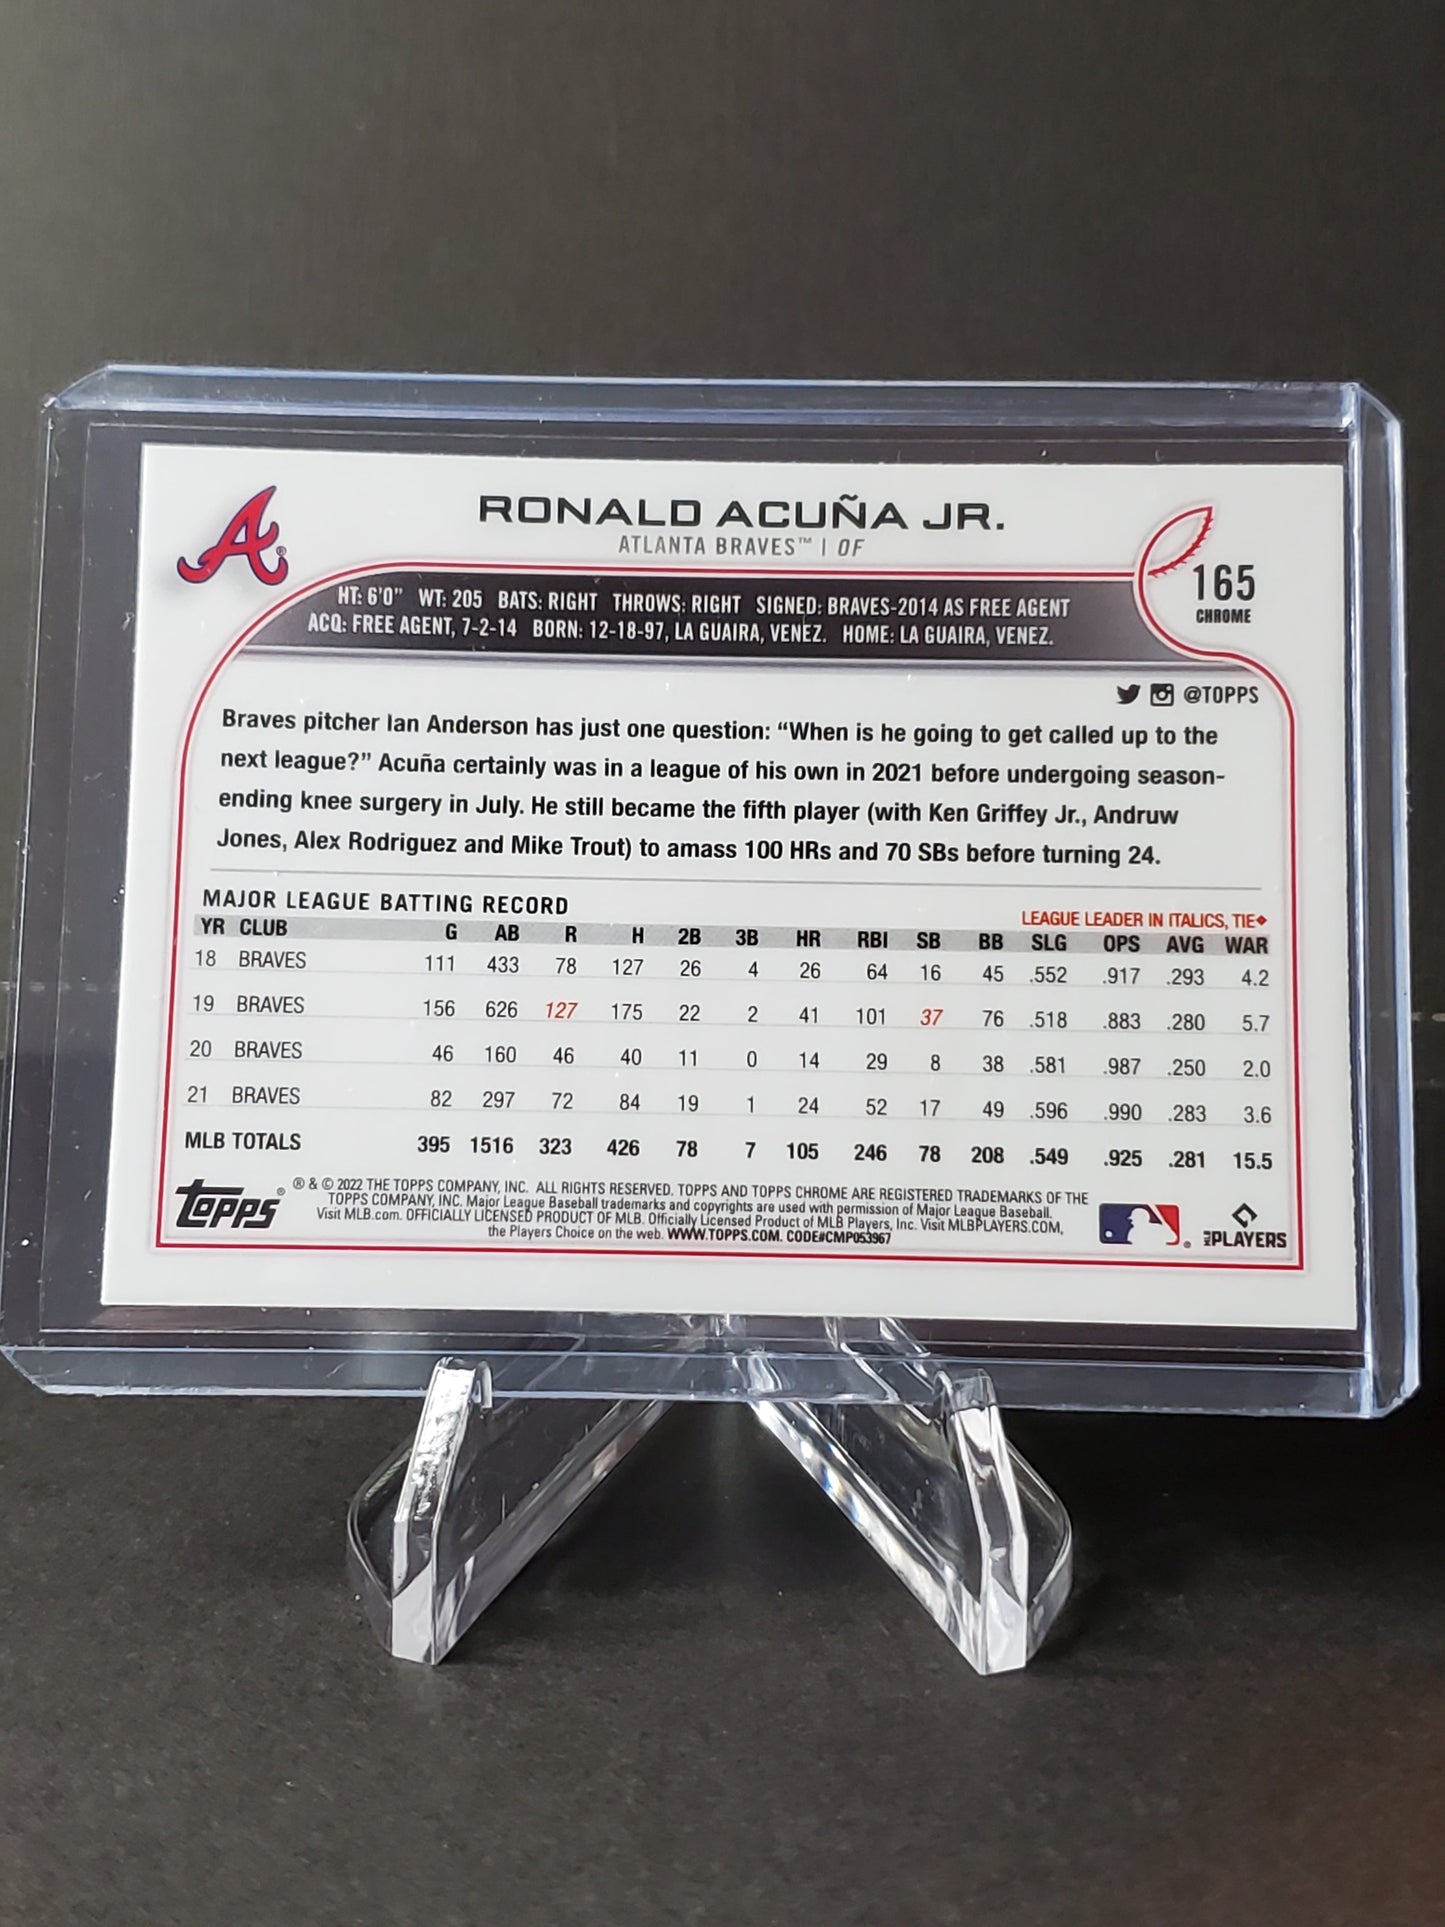 RONALD ACUÑA JR.
ATLANTA BRAVES™ | OF
165
CHROME
HT: 6'0" WT: 205 BATS: RIGHT THROWS: RIGHT SIGNED: BRAVES-2014 AS FREE AGENT
ACQ: FREE AGENT, 7-2-14 BORN: 12-18-97, LA GUAIRA, VENEZ. HOME: LA GUAIRA, VENEZ.
@TOPPS
Braves pitcher Ian Anderson has just one question: “When is he going to get called up to the
next league?” Acuña certainly was in a league of his own in 2021 before undergoing season-
ending knee surgery in July. He still became the fifth player (with Ken Griffey Jr., Andruw
Jones, Alex Rodriguez and Mike Trout) to amass 100 HRs and 70 SBs before turning 24.
MAJOR LEAGUE BATTING RECORD
LEAGUE LEADER IN ITALICS, TIE◆
YR CLUB G AB R H 2B 3B HR RBI SB BB SLG OPS AVG WAR
18 BRAVES 111 433 78 127 26 4 26 64 16 45 .552 .917 .293 4.2
19 BRAVES 156 626 127 175 22 2 41 101 37 76 .518 .883 .280 5.7
20 BRAVES 46 160 46 40 11 0 14 29 8 38 .581 .987 .250 2.0
21 BRAVES 82 297 72 84 19 1 24 52 17 49 .596 .990 .283 3.6
MLB TOTALS 395 1516 323 426 78 7 105 246 78 208 .549 .925 .281 15.5
TOPPS®
® & © 2022 THE TOPPS COMPANY, INC. ALL RIGHTS RESERVED. TOPPS AND TOPPS CHROME ARE REGISTERED TRADEMARKS OF THE
TOPPS COMPANY, INC. Major League Baseball trademarks and copyrights are used with permission of Major League Baseball.
Visit MLB.com. OFFICIALLY LICENSED PRODUCT OF MLB. Officially Licensed Product of MLB Players, Inc. Visit MLBPLAYERS.COM,
the Players Choice on the web. WWW.TOPPS.COM. CODE#CMP053967
MLB PLAYERS